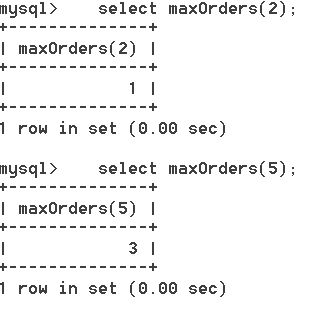 mysql>    select maxOrders(2);
+--------------+
| maxOrders(2) |
+--------------+
|            1 |
+--------------+
1 row in set (0.00 sec)

mysql>    select maxOrders(5);
+--------------+
| maxOrders(5) |
+--------------+
|            3 |
+--------------+
1 row in set (0.00 sec)